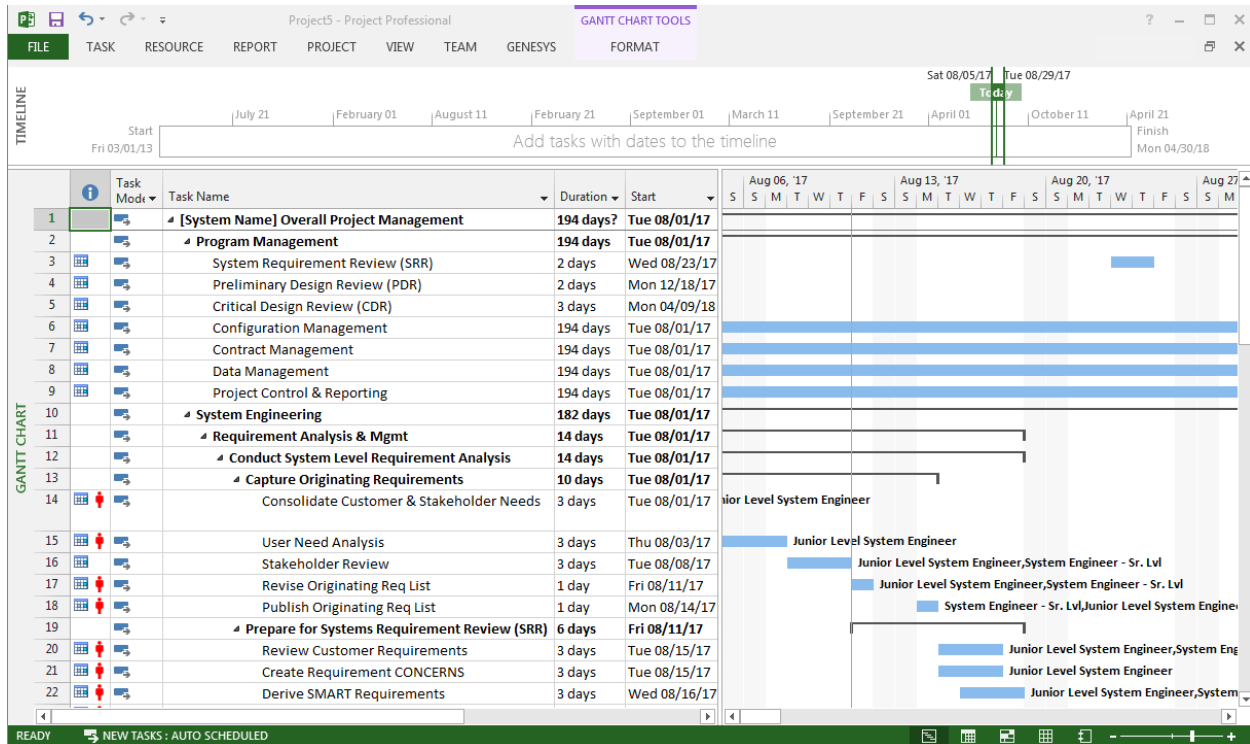 Project5 - Project Professional
GANTT CHART TOOLS
FILE TASK RESOURCE REPORT PROJECT VIEW TEAM GENESYS FORMAT
TIMELINE
Sat 08/05/17 Tue 08/29/17
Today
July 21 February 01 August 11 February 21 September 01 March 11 September 21 April 01 October 11 April 21
Start
Fri 03/01/13
Add tasks with dates to the timeline
Finish
Mon 04/30/18
GANTT CHART
Task Mode Task Name Duration Start
Aug 06, '17 Aug 13, '17 Aug 20, '17 Aug 27
S S M T W T F S S M T W T F S S M T W T F S S M
1 [System Name] Overall Project Management 194 days? Tue 08/01/17
2 Program Management 194 days Tue 08/01/17
3 System Requirement Review (SRR) 2 days Wed 08/23/17
4 Preliminary Design Review (PDR) 2 days Mon 12/18/17
5 Critical Design Review (CDR) 3 days Mon 04/09/18
6 Configuration Management 194 days Tue 08/01/17
7 Contract Management 194 days Tue 08/01/17
8 Data Management 194 days Tue 08/01/17
9 Project Control & Reporting 194 days Tue 08/01/17
10 System Engineering 182 days Tue 08/01/17
11 Requirement Analysis & Mgmt 14 days Tue 08/01/17
12 Conduct System Level Requirement Analysis 14 days Tue 08/01/17
13 Capture Originating Requirements 10 days Tue 08/01/17
14 Consolidate Customer & Stakeholder Needs 3 days Tue 08/01/17 nior Level System Engineer
15 User Need Analysis 3 days Thu 08/03/17 Junior Level System Engineer
16 Stakeholder Review 3 days Tue 08/08/17 Junior Level System Engineer,System Engineer - Sr. Lvl
17 Revise Originating Req List 1 day Fri 08/11/17 Junior Level System Engineer,System Engineer - Sr. Lvl
18 Publish Originating Req List 1 day Mon 08/14/17 System Engineer - Sr. Lvl,Junior Level System Engine
19 Prepare for Systems Requirement Review (SRR) 6 days Fri 08/11/17
20 Review Customer Requirements 3 days Tue 08/15/17 Junior Level System Engineer,System Eng
21 Create Requirement CONCERNS 3 days Tue 08/15/17 Junior Level System Engineer
22 Derive SMART Requirements 3 days Wed 08/16/17 Junior Level System Engineer,System
READY NEW TASKS : AUTO SCHEDULED